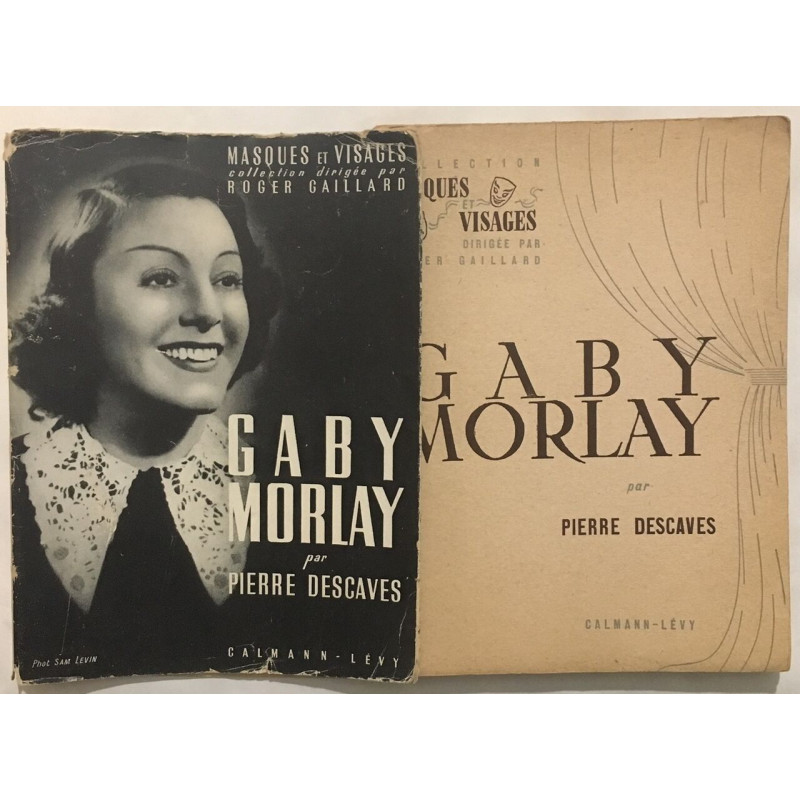 MASQUES ET VISAGES
collection dirigée par
ROGER GAILLARD
GABY
MORLAY
par
PIERRE DESCAVES
CALMANN-LÉVY
Phot. SAM LEVIN
LLECTION
QUES
ET
VISAGES
DIRIGÉE PAR
ER GAILLARD
GABY
MORLAY
par
PIERRE DESCAVES
CALMANN-LÉVY